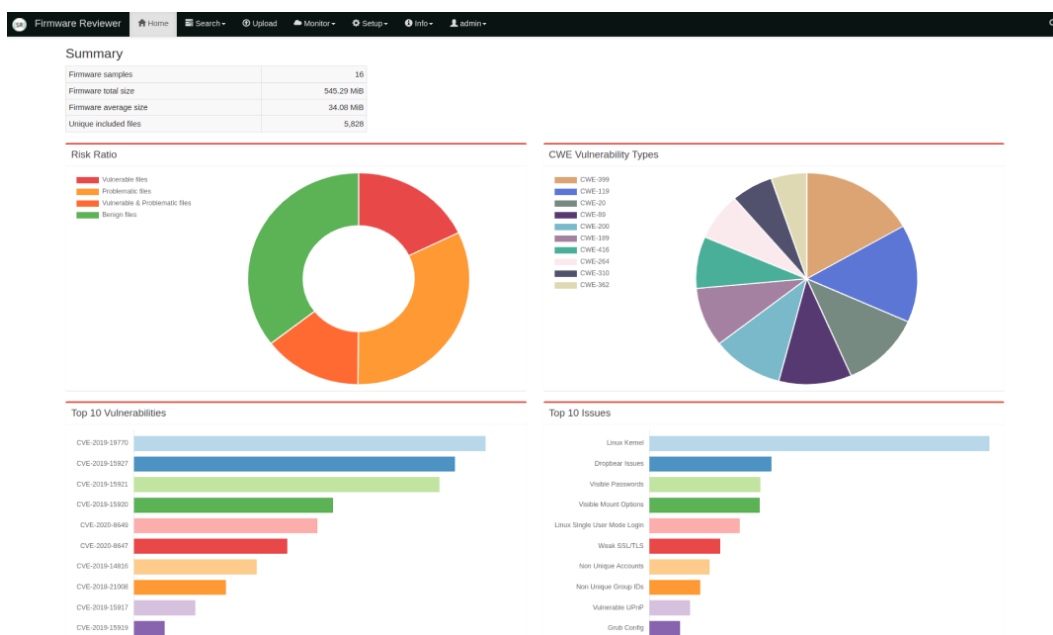 SR Firmware Reviewer Home Search Upload Monitor Setup Info admin
Summary
Firmware samples 16
Firmware total size 545.29 MiB
Firmware average size 34.08 MiB
Unique included files 5,828
Risk Ratio
Vulnerable files
Problematic files
Vulnerable & Problematic files
Benign files
CWE Vulnerability Types
CWE-399
CWE-119
CWE-20
CWE-89
CWE-200
CWE-189
CWE-416
CWE-264
CWE-310
CWE-362
Top 10 Vulnerabilities
CVE-2019-19770
CVE-2019-15927
CVE-2019-15921
CVE-2019-15920
CVE-2020-8647
CVE-2019-14816
CVE-2019-15917
CVE-2019-15919
Top 10 Issues
Linux Kernel
Dropbear Issues
Visible Passwords
Visible Mount Options
Linux Single User Mode Login
Weak SSL/TLS
Non Unique Accounts
Non Unique Group IDs
Vulnerable UPnP
Grub Config